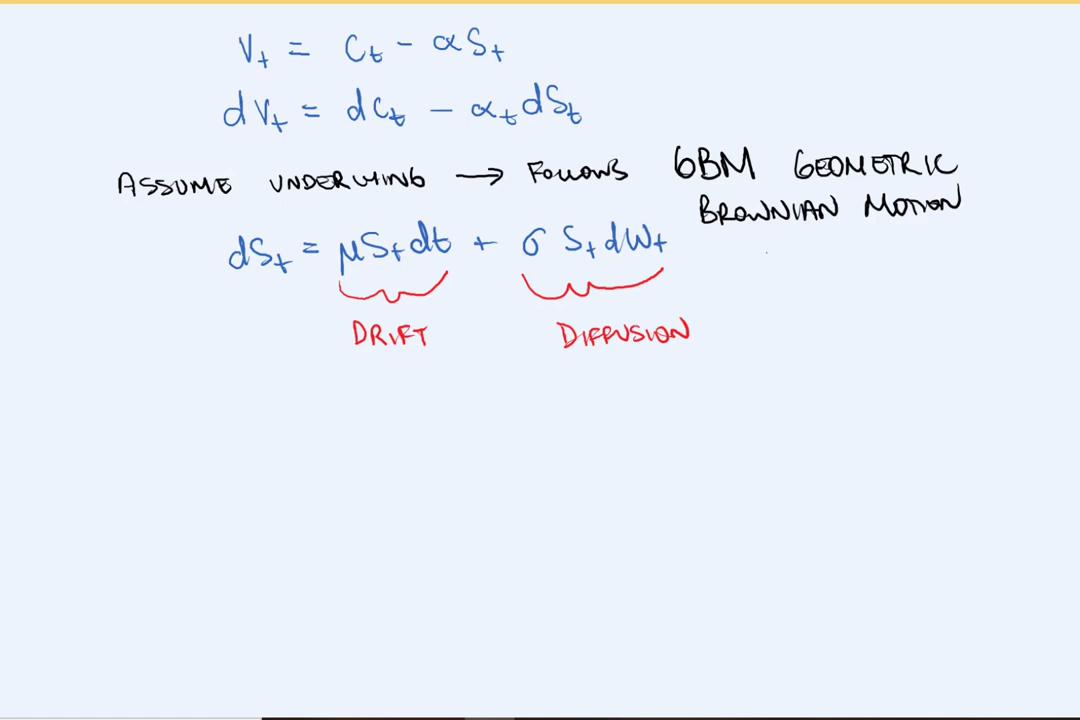 V_t = C_t - αS_t
dV_t = dC_t - α_t dS_t
ASSUME UNDERLYING → FOLLOWS GBM GEOMETRIC
BROWNIAN MOTION
dS_t = μS_t dt + σ S_t dW_t
DRIFT DIFFUSION